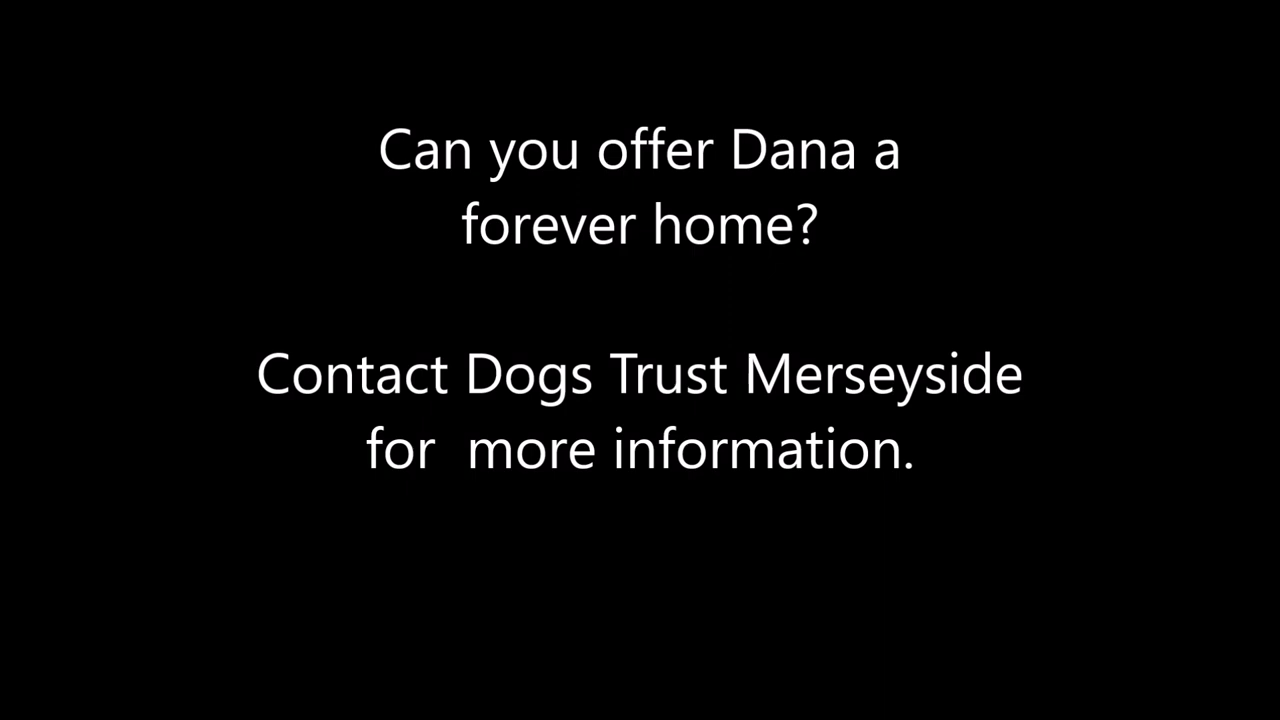 Can you offer Dana a
forever home?
Contact Dogs Trust Merseyside
for  more information.